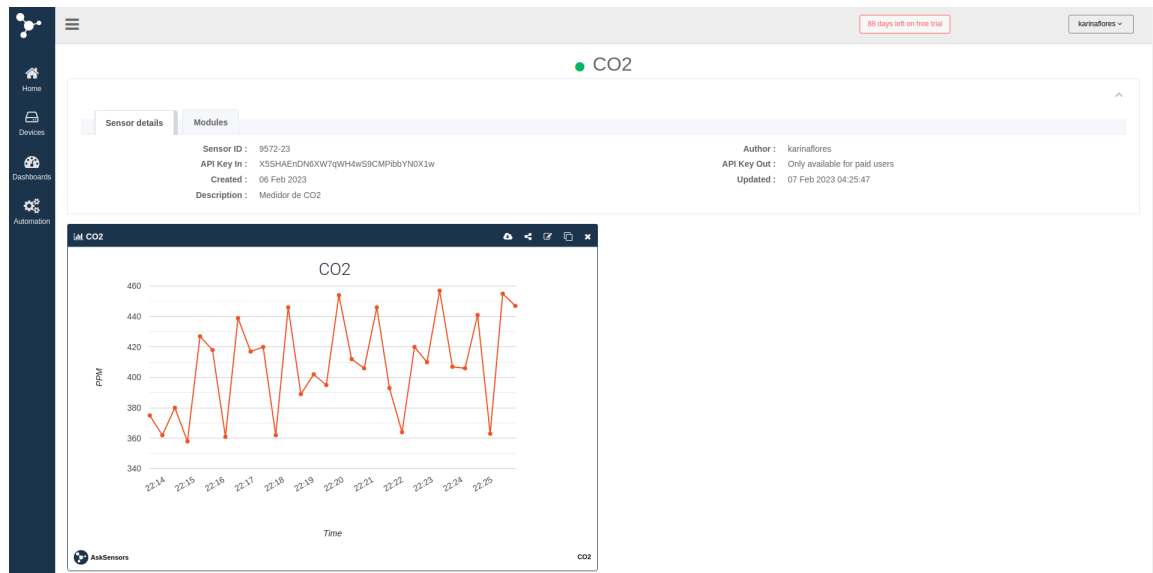 88 days left on free trial
karinaflores
CO2
Home
Devices
Dashboards
Automation
Sensor details Modules
Sensor ID : 9572-23 Author : karinaflores
API Key In : X5SHAEnDN6XW7qWH4wS9CMPibbYN0X1w API Key Out : Only available for paid users
Created : 06 Feb 2023 Updated : 07 Feb 2023 04:25:47
Description : Medidor de CO2
CO2
CO2
460
440
420
400
380
360
340
PPM
22:14 22:15 22:16 22:17 22:18 22:19 22:20 22:21 22:22 22:23 22:24 22:25
Time
AskSensors CO2